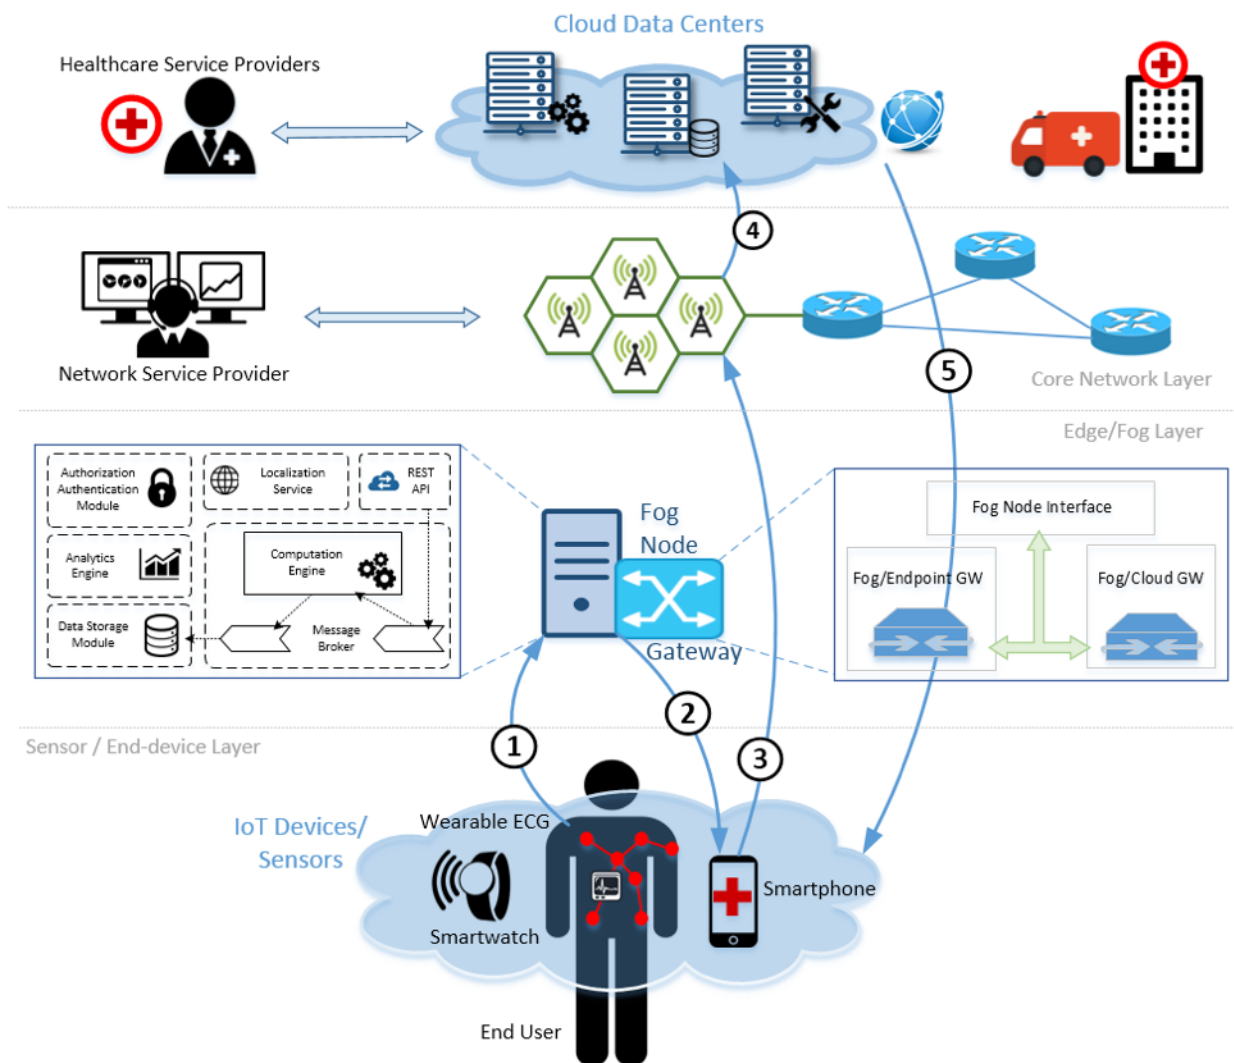 Cloud Data Centers
Healthcare Service Providers
4
Network Service Provider
5
Core Network Layer
Edge/Fog Layer
Authorization
Authentication
Module
Localization
Service
REST
API
Analytics
Engine
Computation
Engine
Data Storage
Module
Message
Broker
Fog
Node
Gateway
Fog Node Interface
Fog/Endpoint GW
Fog/Cloud GW
2
1
3
Sensor / End-device Layer
IoT Devices/
Sensors
Wearable ECG
Smartwatch
Smartphone
End User